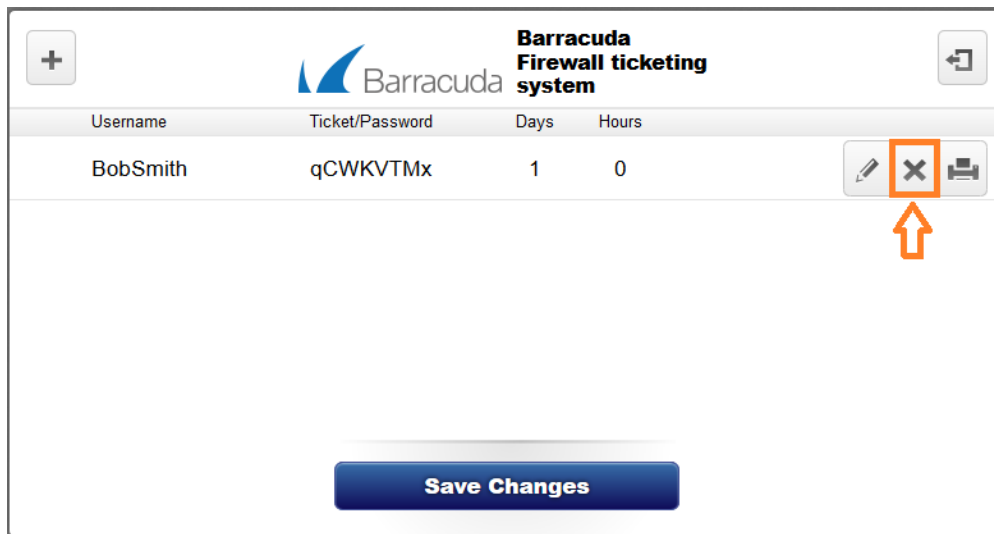 Barracuda
Barracuda
Firewall ticketing
system
Username Ticket/Password Days Hours
BobSmith qCWKVTMx 1 0
Save Changes